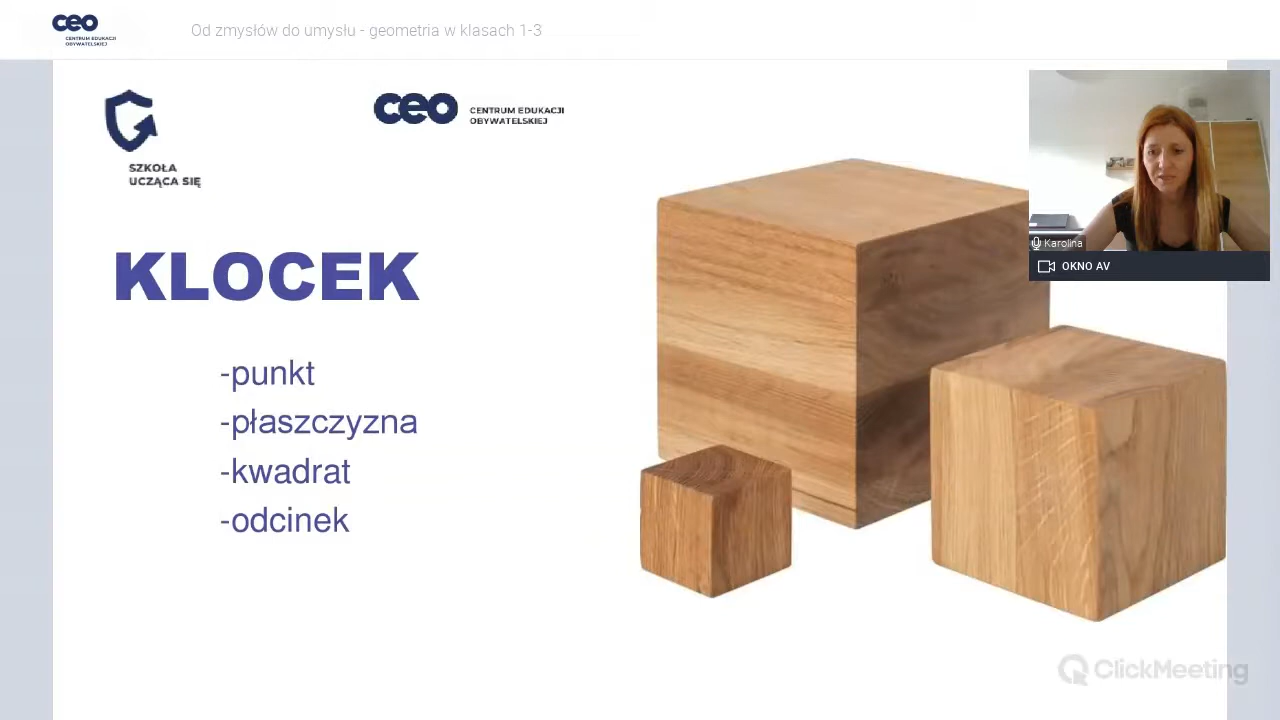 ceo
CENTRUM EDUKACJI
OBYWATELSKIEJ
Od zmysłów do umysłu - geometria w klasach 1-3
ceo
CENTRUM EDUKACJI
OBYWATELSKIEJ
SZKOŁA
UCZĄCA SIĘ
KLOCEK
-punkt
-płaszczyzna
-kwadrat
-odcinek
Karolina
OKNO AV
ClickMeeting